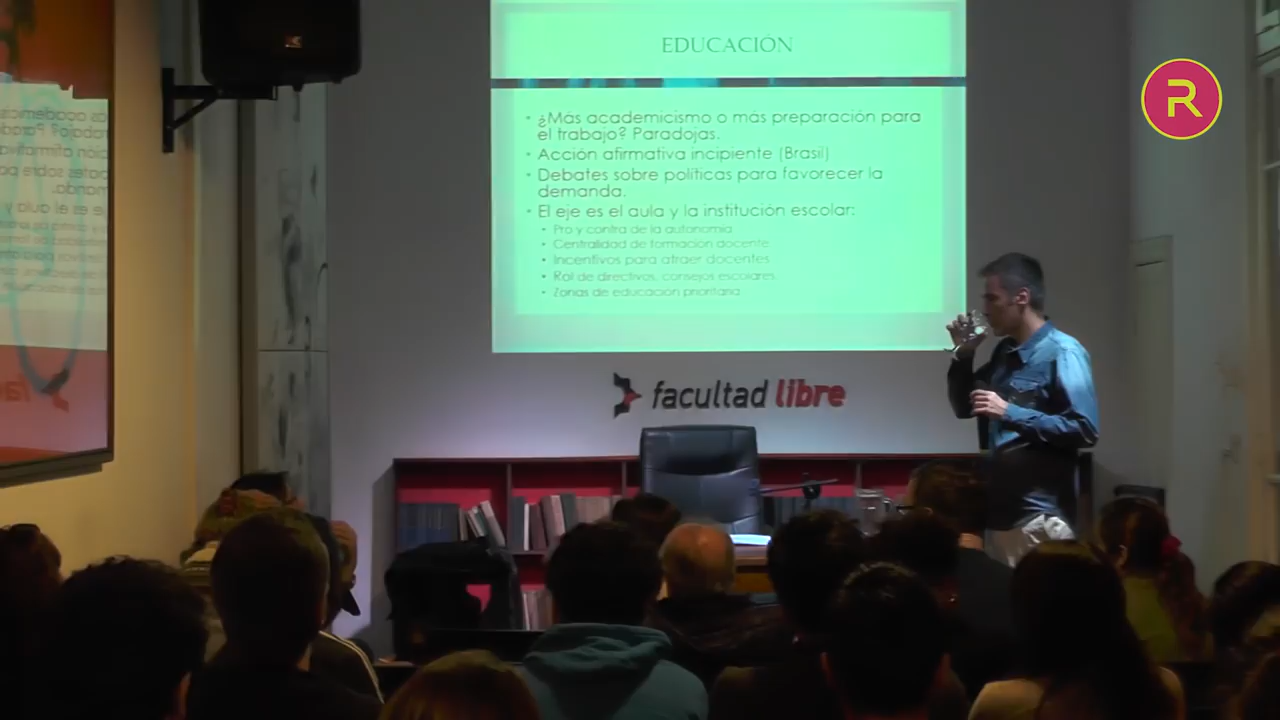 EDUCACIÓN
R
• ¿Más academicismo o más preparación para
el trabajo? Paradojas.
• Acción afirmativa incipiente (Brasil)
• Debates sobre políticas para favorecer la
demanda.
• El eje es el aula y la institución escolar:
• Pro y contra de la autonomía
• Centralidad de formación docente
• Incentivos para atraer docentes
• Rol de directivos, consejos escolares
• Zonas de educación prioritaria
facultad libre